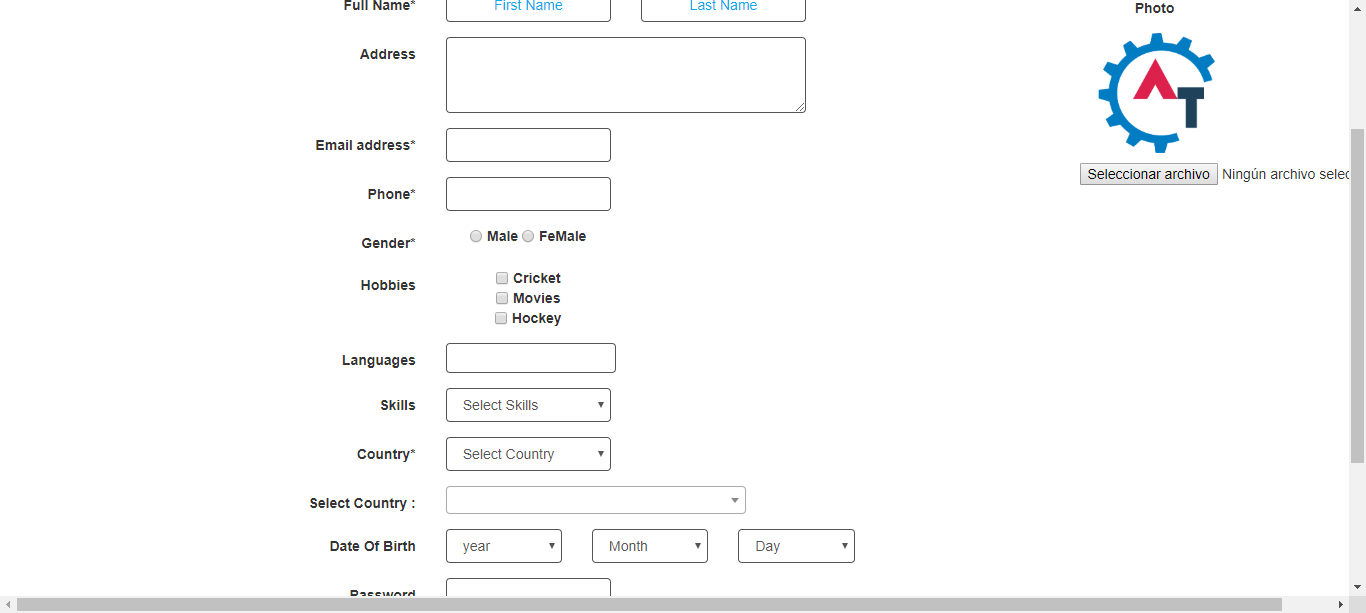 Full Name* First Name Last Name
Photo
Address
AT
Email address*
Phone*
Seleccionar archivo Ningún archivo selec
Gender* Male FeMale
Hobbies Cricket
Movies
Hockey
Languages
Skills Select Skills
Country* Select Country
Select Country :
Date Of Birth year Month Day
Password